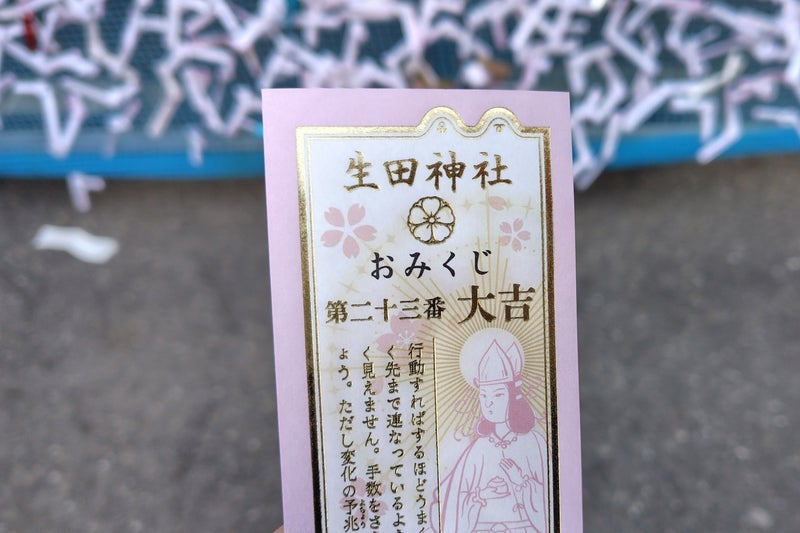 生田神社
おみくじ
第二十三番 大吉
行動すればするほどうまく
く先まで連なっているよう
く見えません。手数をさ
ょう。ただし変化の予兆